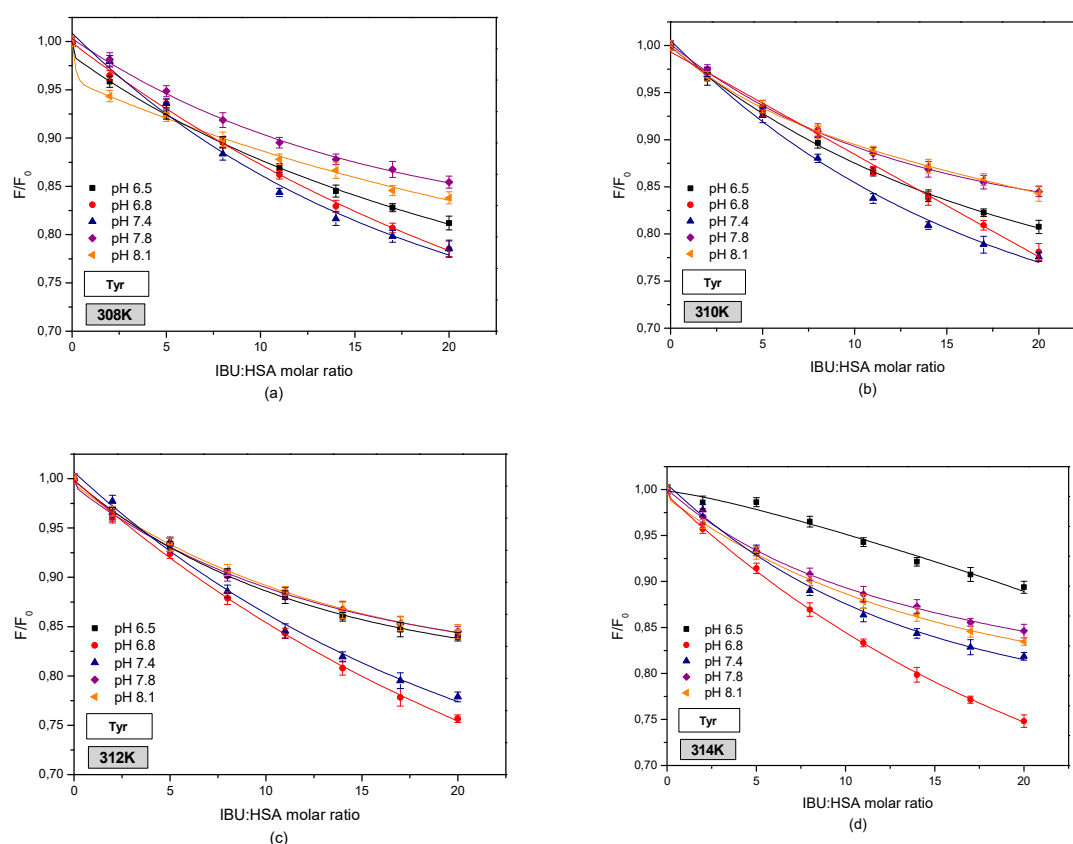 1,00
0,95
0,90
0,85
0,80
0,75
0,70
F/F0
pH 6.5
pH 6.8
pH 7.4
pH 7.8
pH 8.1
Tyr
308K
0 5 10 15 20
IBU:HSA molar ratio
(a)
1,00
0,95
0,90
0,85
0,80
0,75
0,70
F/F0
pH 6.5
pH 6.8
pH 7.4
pH 7.8
pH 8.1
Tyr
310K
0 5 10 15 20
IBU:HSA molar ratio
(b)
1,00
0,95
0,90
0,85
0,80
0,75
0,70
F/F0
pH 6.5
pH 6.8
pH 7.4
pH 7.8
pH 8.1
Tyr
312K
0 5 10 15 20
IBU:HSA molar ratio
(c)
1,00
0,95
0,90
0,85
0,80
0,75
0,70
F/F0
pH 6.5
pH 6.8
pH 7.4
pH 7.8
pH 8.1
Tyr
314K
0 5 10 15 20
IBU:HSA molar ratio
(d)